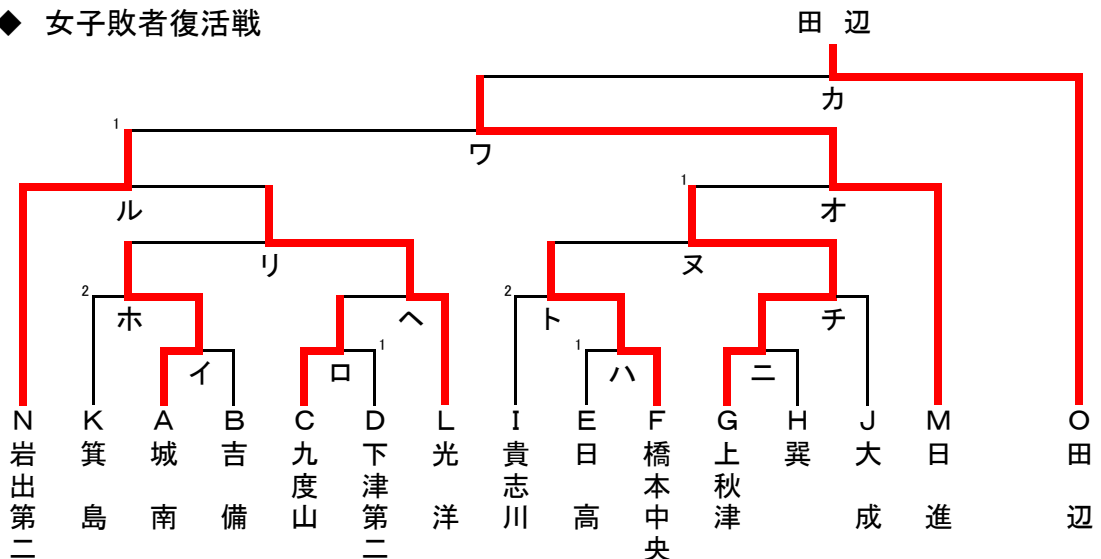 ◆ 女子敗者復活戦
田 辺
カ
1
ワ
1
ル
オ
リ
ヌ
2
2
ホ
ヘ
ト
チ
1
1
イ
ロ
ハ
ニ
N K A B C D L I E F G H J M O
岩出第二
箕島
城南
吉備
九度山
下津第二
光洋
貴志川
日高
橋本中央
上秋津
巽
大成
日進
田辺